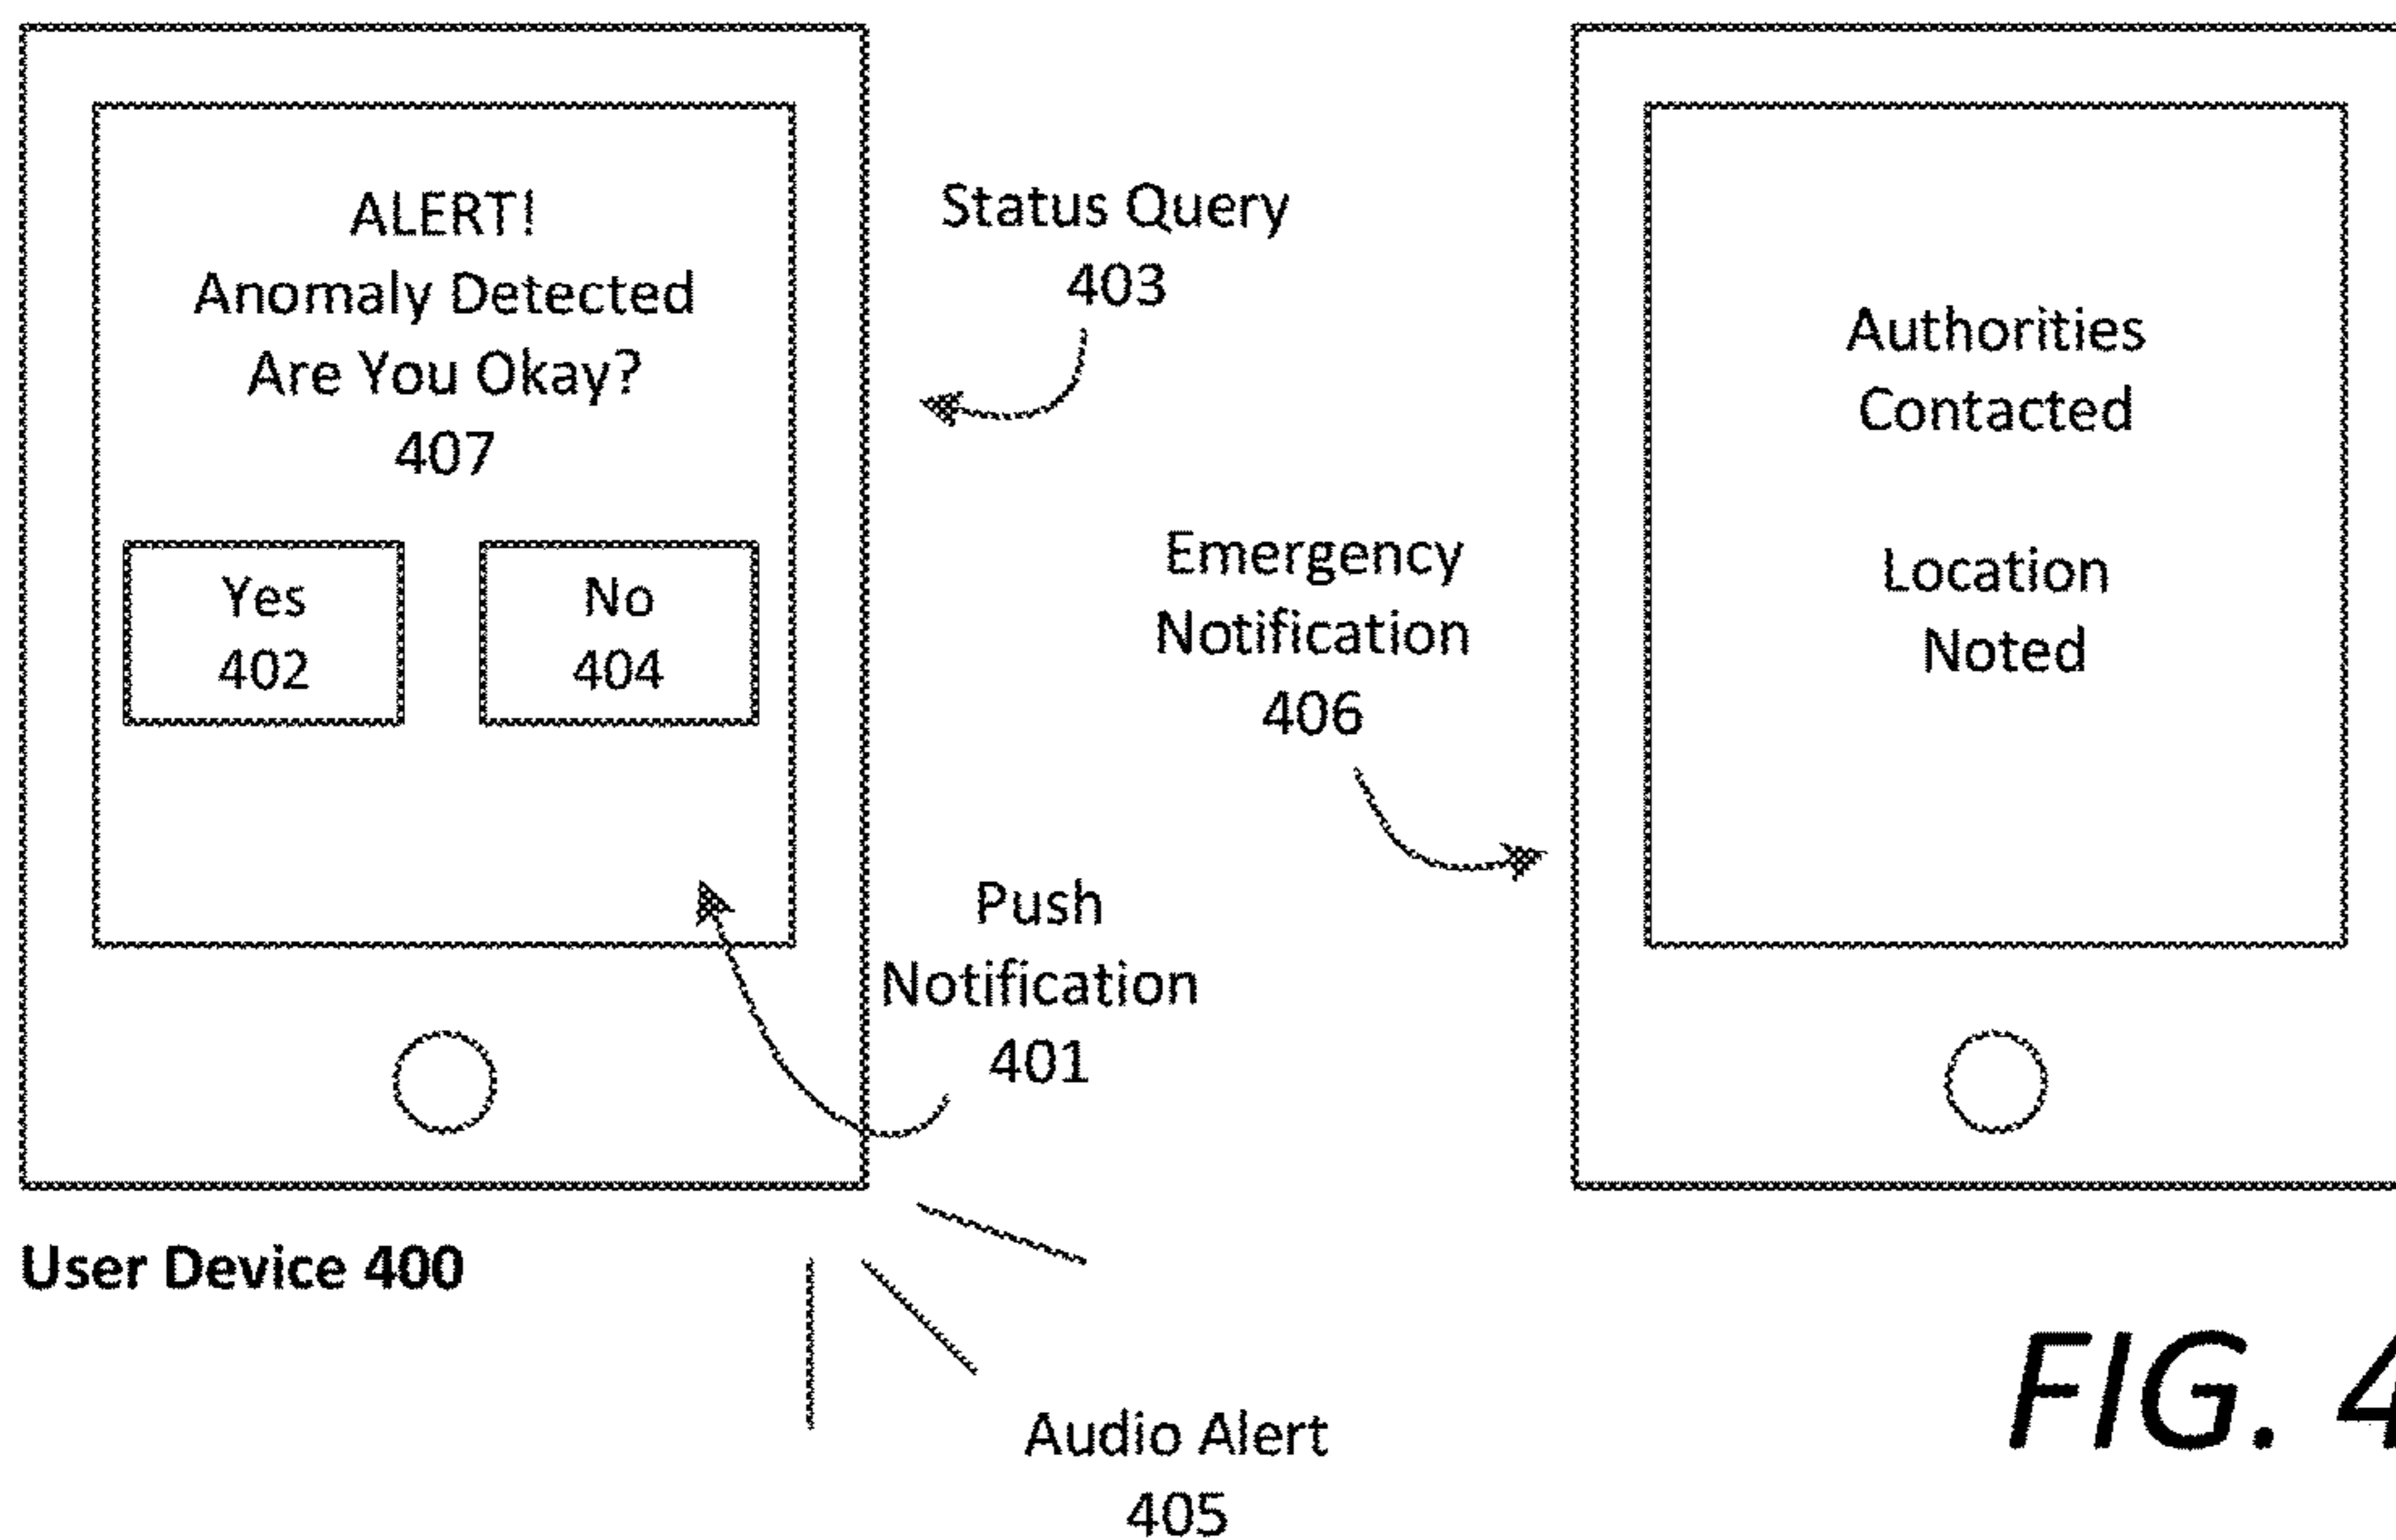 ALERT!
Anomaly Detected
Are You Okay?
407
Yes
402
No
404
Status Query
403
Emergency
Notification
406
Push
Notification
401
Authorities
Contacted
Location
Noted
User Device 400
Audio Alert
405
FIG. 4